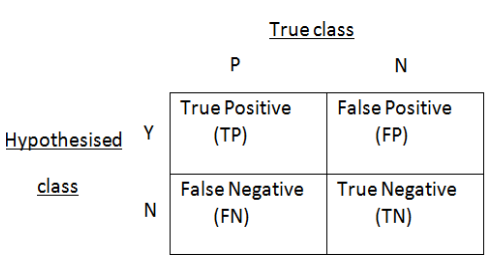 True class
P N
True Positive False Positive
Hypothesised Y (TP) (FP)
class False Negative True Negative
N (FN) (TN)